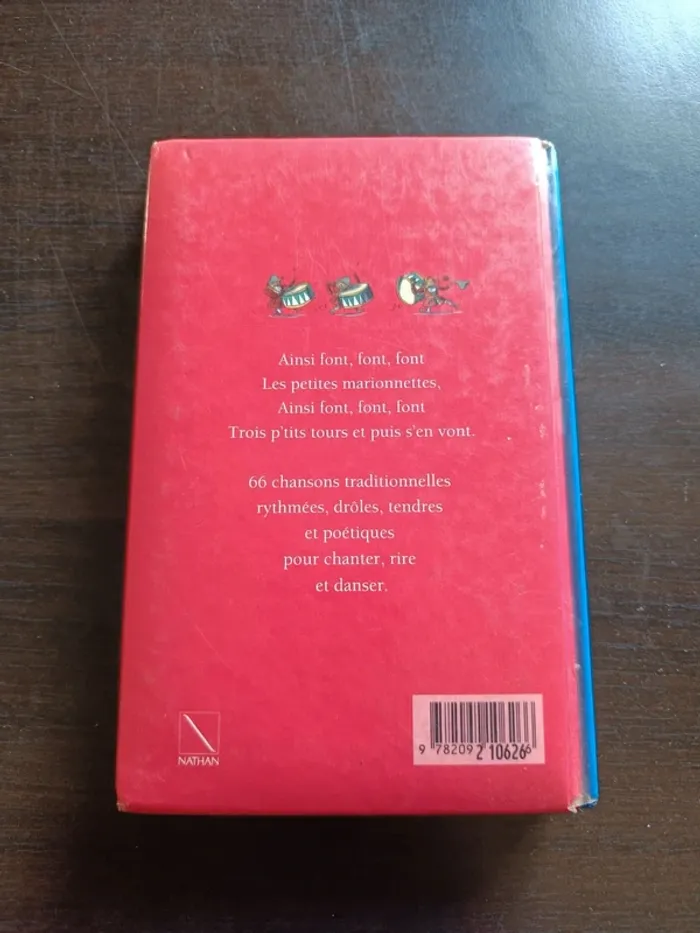 Ainsi font, font, font
Les petites marionnettes,
Ainsi font, font, font
Trois p'tits tours et puis s'en vont.
66 chansons traditionnelles
rythmées, drôles, tendres
et poétiques
pour chanter, rire
et danser.
NATHAN
9 782092 106266